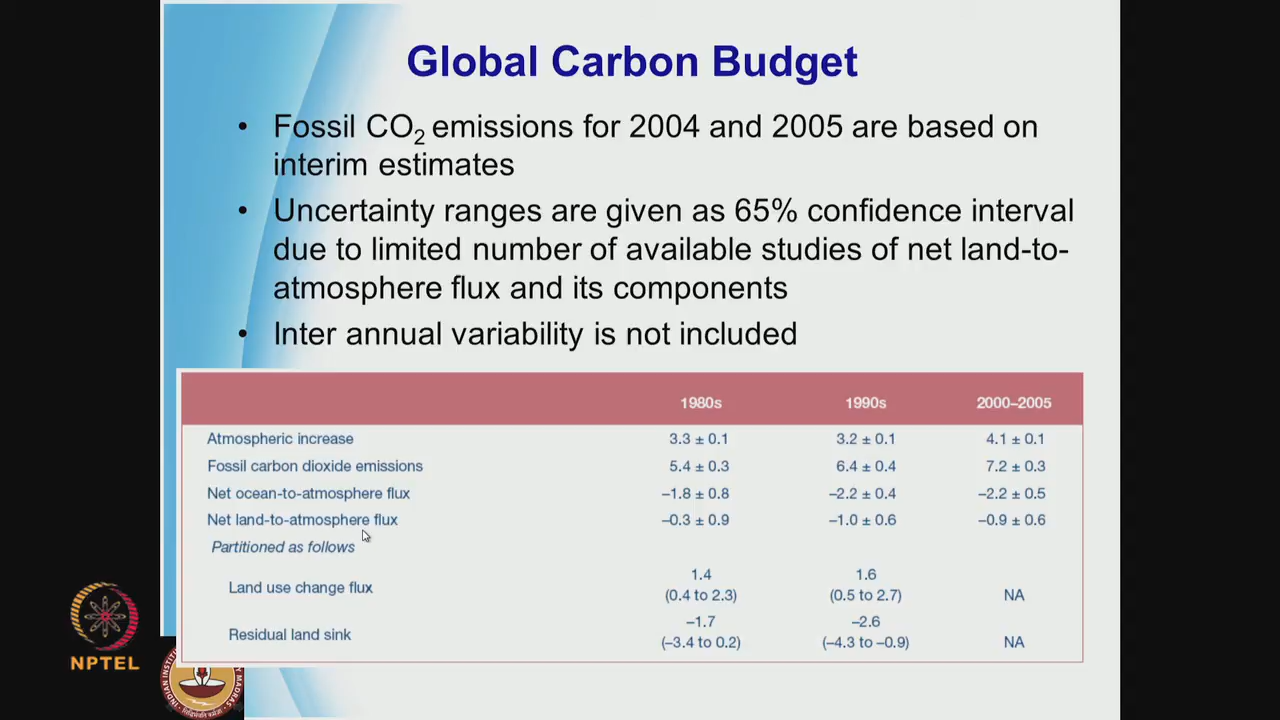 Global Carbon Budget
• Fossil CO₂ emissions for 2004 and 2005 are based on
interim estimates
• Uncertainty ranges are given as 65% confidence interval
due to limited number of available studies of net land-to-
atmosphere flux and its components
• Inter annual variability is not included
1980s 1990s 2000–2005
Atmospheric increase 3.3 ± 0.1 3.2 ± 0.1 4.1 ± 0.1
Fossil carbon dioxide emissions 5.4 ± 0.3 6.4 ± 0.4 7.2 ± 0.3
Net ocean-to-atmosphere flux –1.8 ± 0.8 –2.2 ± 0.4 –2.2 ± 0.5
Net land-to-atmosphere flux –0.3 ± 0.9 –1.0 ± 0.6 –0.9 ± 0.6
Partitioned as follows
Land use change flux 1.4 (0.4 to 2.3) 1.6 (0.5 to 2.7) NA
Residual land sink –1.7 (–3.4 to 0.2) –2.6 (–4.3 to –0.9) NA
NPTEL